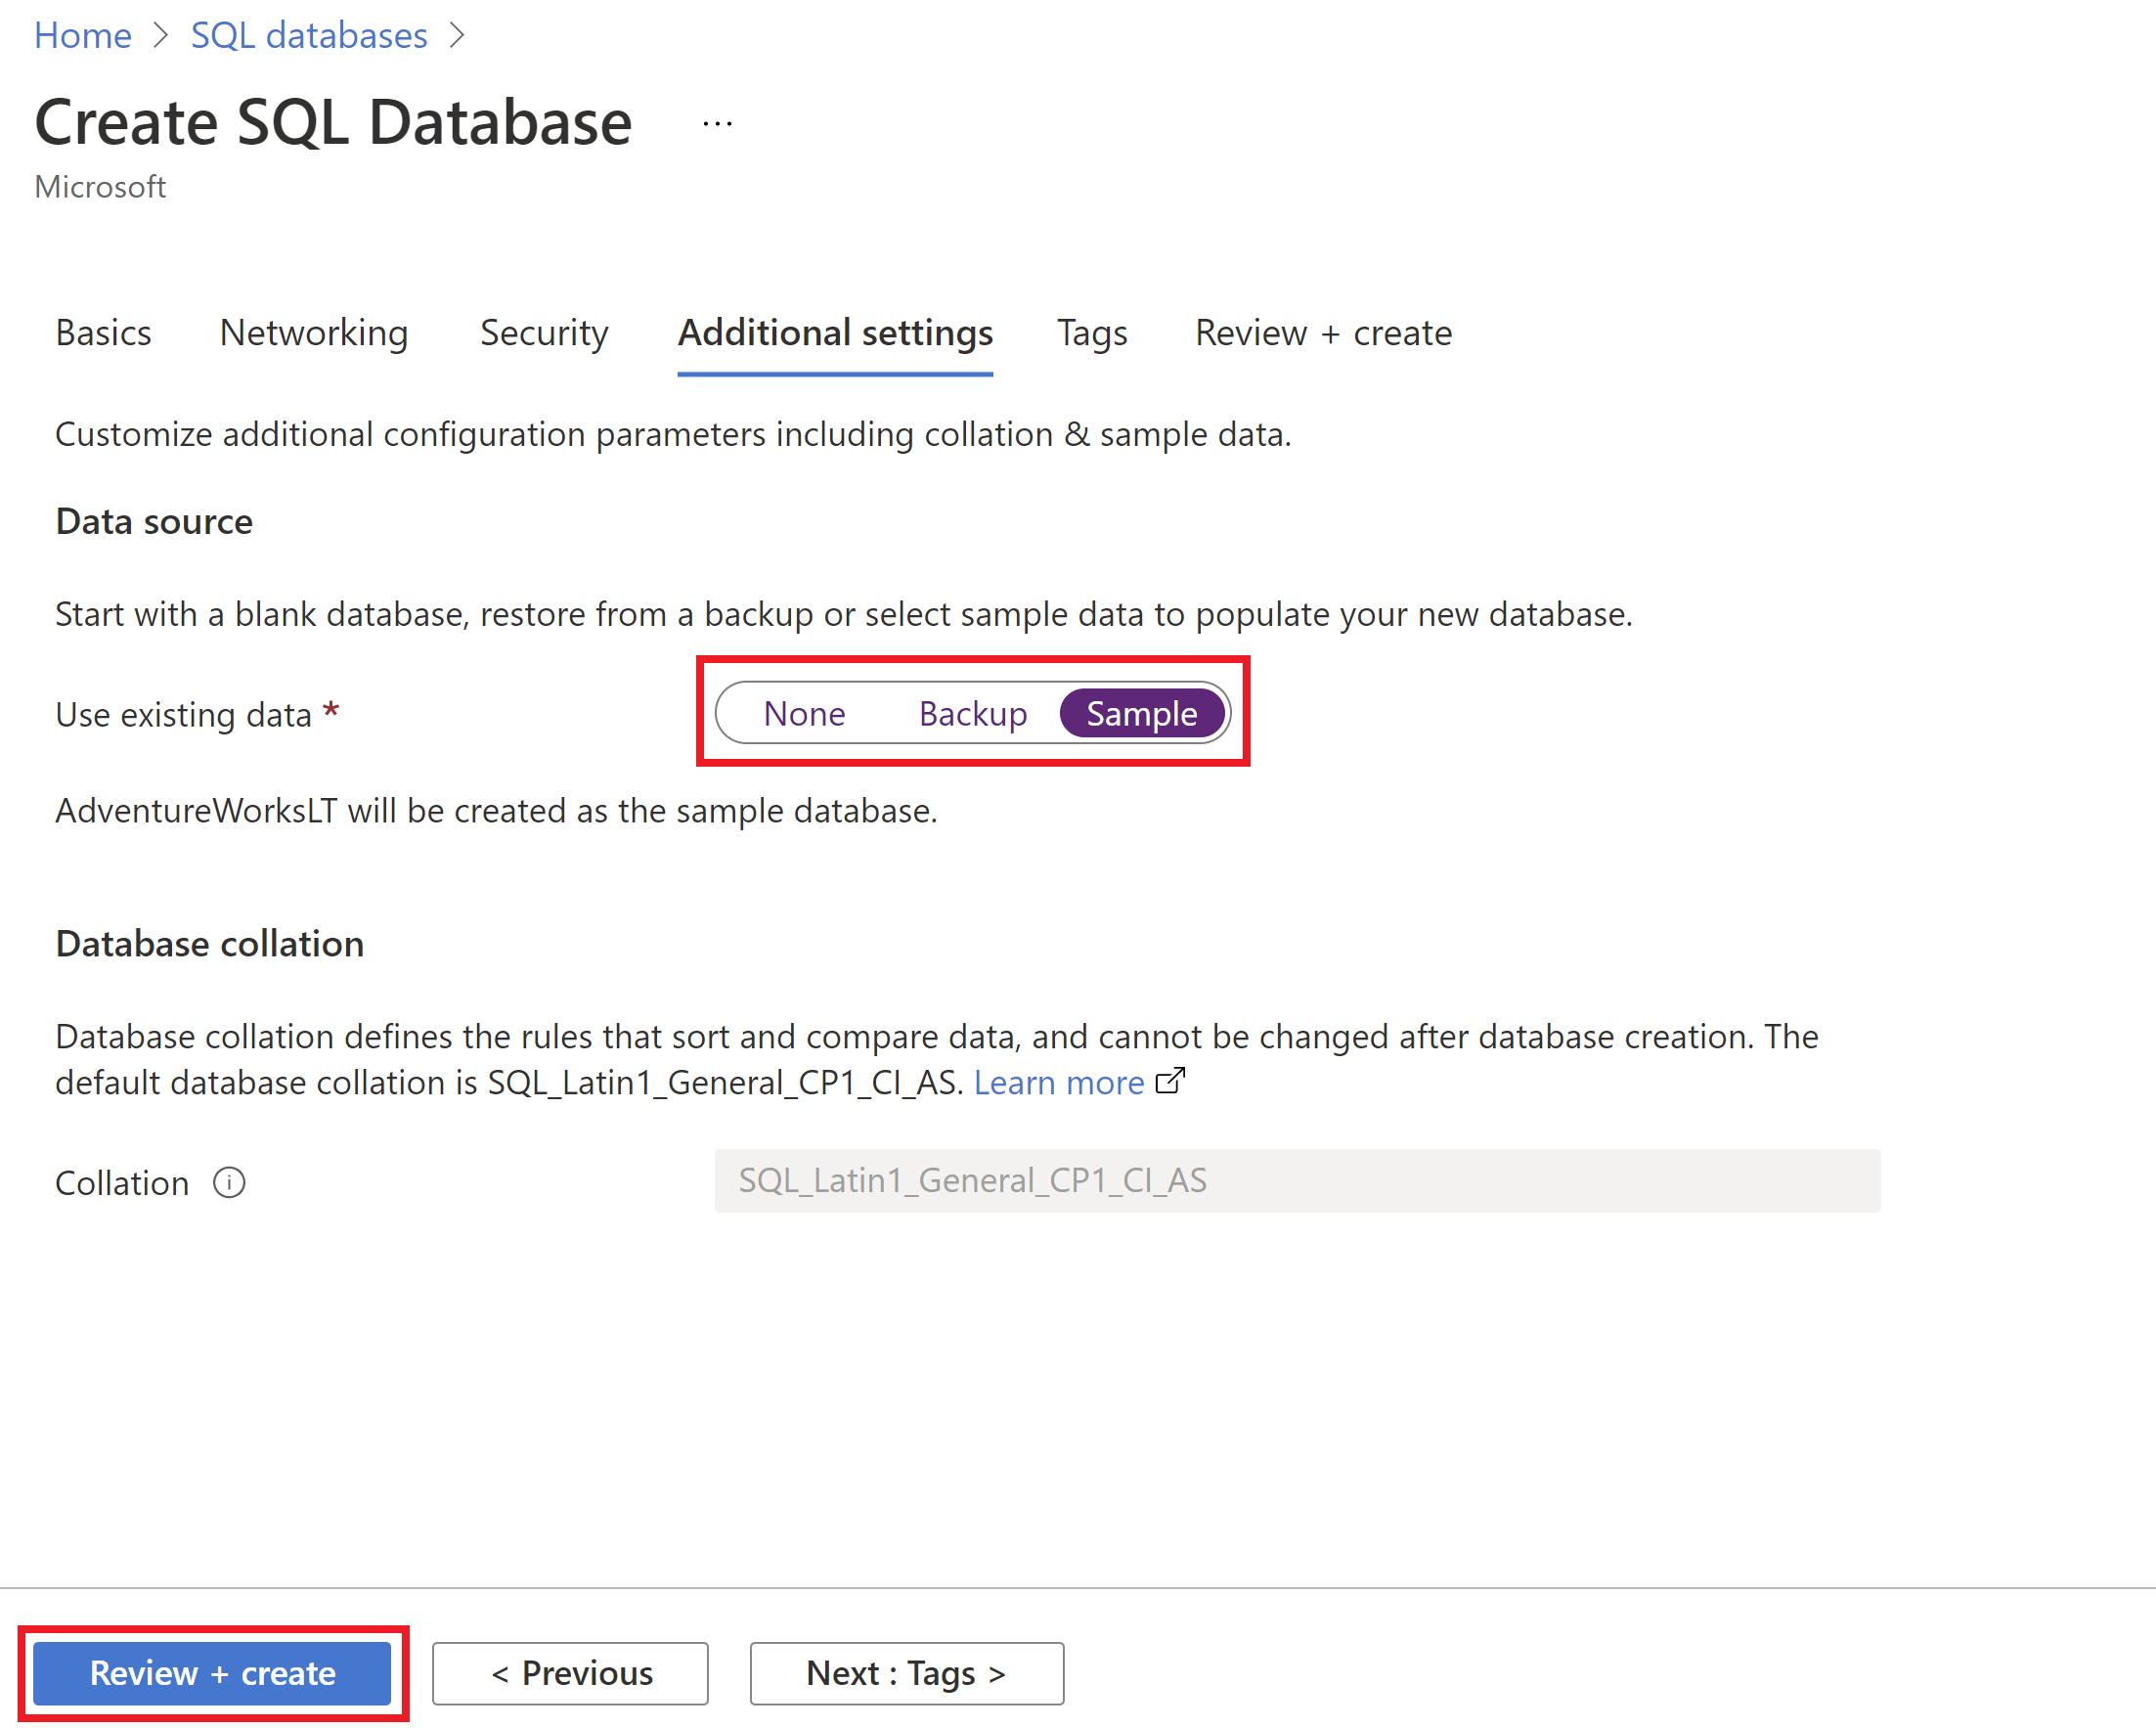 Home > SQL databases >
Create SQL Database ...
Microsoft
Basics Networking Security Additional settings Tags Review + create
Customize additional configuration parameters including collation & sample data.
Data source
Start with a blank database, restore from a backup or select sample data to populate your new database.
Use existing data * None Backup Sample
AdventureWorksLT will be created as the sample database.
Database collation
Database collation defines the rules that sort and compare data, and cannot be changed after database creation. The
default database collation is SQL_Latin1_General_CP1_CI_AS. Learn more
Collation SQL_Latin1_General_CP1_CI_AS
Review + create < Previous Next : Tags >